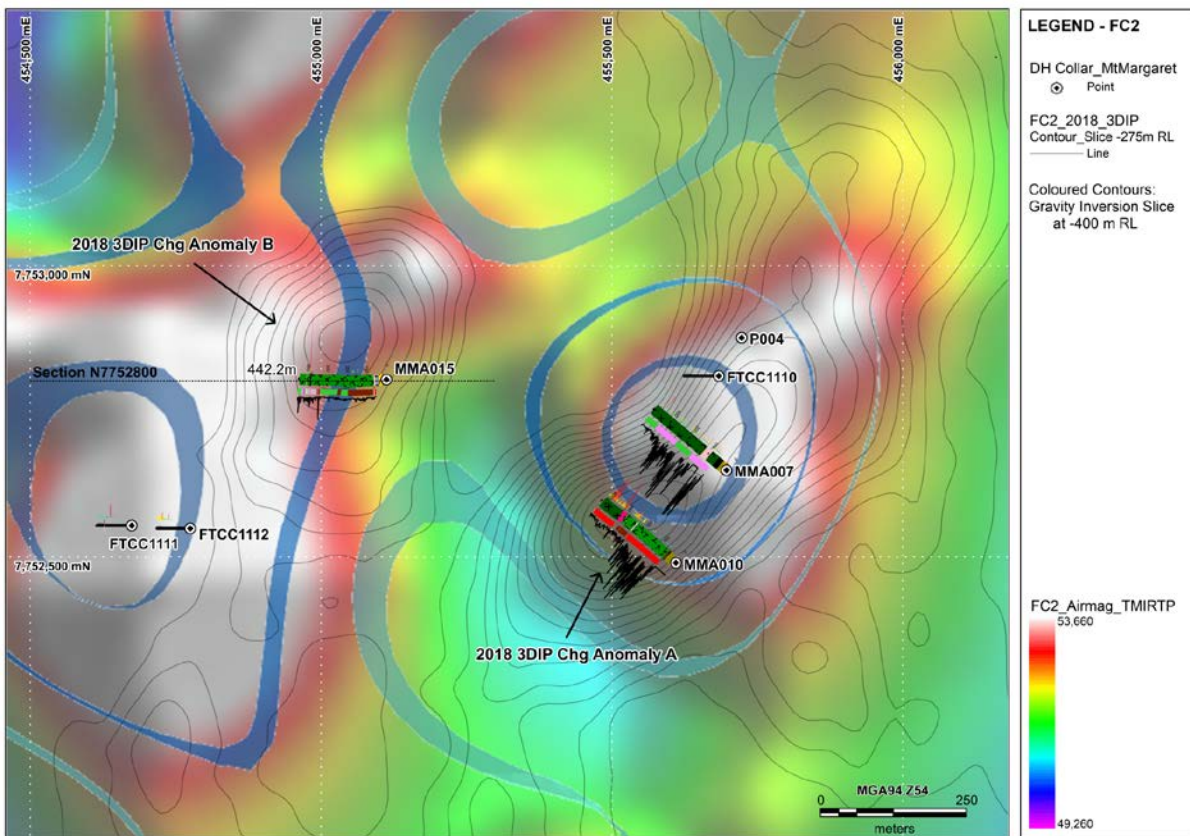 454,500 mE
455,000 mE
455,500 mE
456,000 mE
2018 3DIP Chg Anomaly B
7,753,000 mN
P004
FTCC1110
Section N7752800
442.2m
MMA015
MMA007
FTCC1111
FTCC1112
7,752,500 mN
MMA010
2018 3DIP Chg Anomaly A
MGA94 Z54
0
250
meters
LEGEND - FC2
DH Collar_MtMargaret
Point
FC2_2018_3DIP
Contour_Slice -275m RL
Line
Coloured Contours:
Gravity Inversion Slice
at -400 m RL
FC2_Airmag_TMIRTP
53,660
49,260